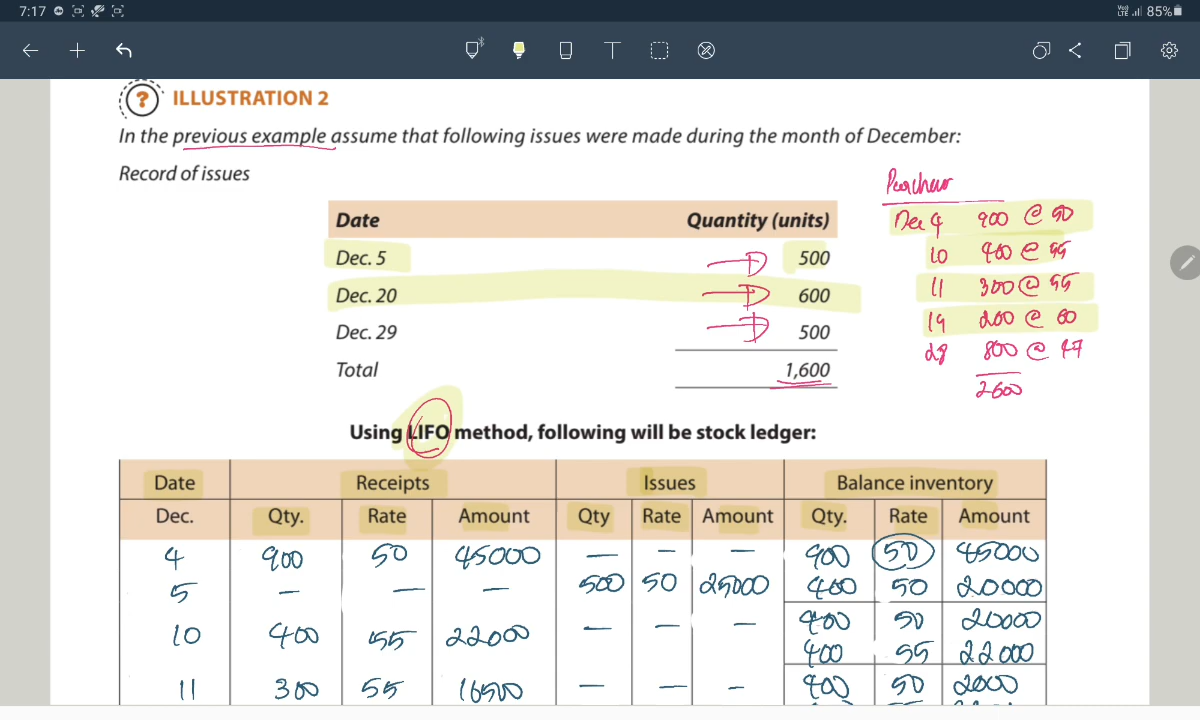 7:17 85%
ILLUSTRATION 2
In the previous example assume that following issues were made during the month of December:
Record of issues
Date Quantity (units)
Dec. 5 500
Dec. 20 600
Dec. 29 500
Total 1,600
Dec 4 900 @ 50
10 400 @ 55
11 300 @ 55
19 200 @ 60
28 800 @ 47
2600
Using LIFO method, following will be stock ledger:
Date Receipts Issues Balance inventory
Dec. Qty. Rate Amount Qty Rate Amount Qty. Rate Amount
4 900 50 45000 — — — 900 50 45000
5 — — — 500 50 25000 400 50 20000
400 50 20000
10 400 55 22000 — — —
400 55 22000
11 300 55 16500 — — — 400 50 2000